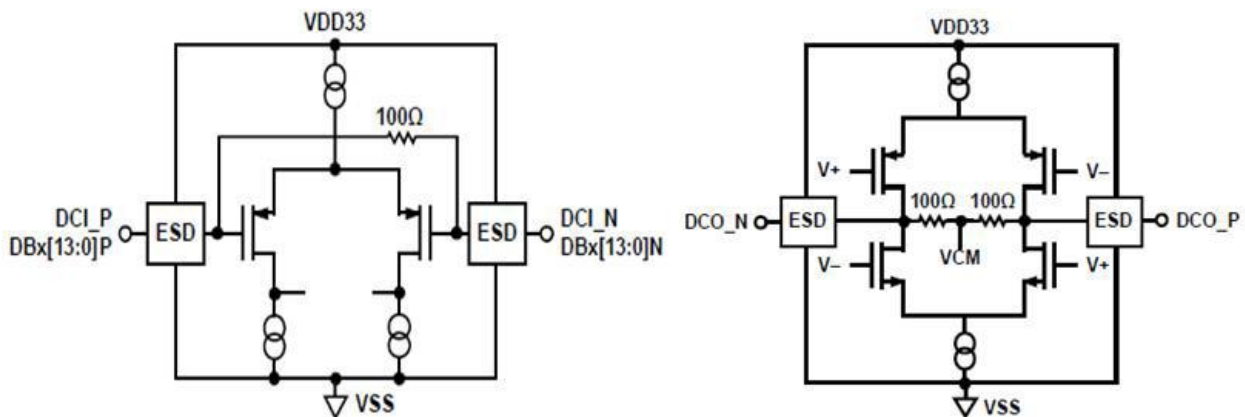 VDD33
100Ω
DCI_P
DBx[13:0]P
ESD
ESD
DCI_N
DBx[13:0]N
VSS
VDD33
V+
V–
100Ω
100Ω
DCO_N
ESD
ESD
DCO_P
VCM
V–
V+
VSS